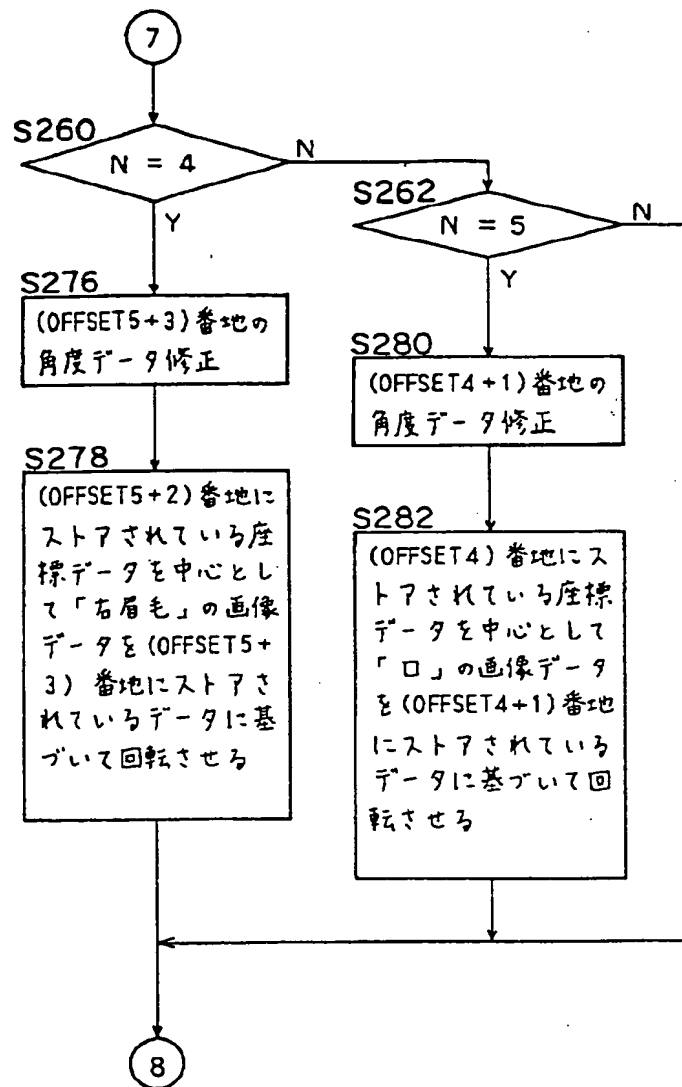 7
S260
N = 4
N
Y
S262
N = 5
N
Y
S276
(OFFSET5+3)番地の
角度データ修正
S280
(OFFSET4+1)番地の
角度データ修正
S278
(OFFSET5+2)番地に
ストアされている座
標データを中心とし
て「右眉毛」の画像
データを(OFFSET5+
3)番地にストアさ
れているデータに基
づいて回転させる
S282
(OFFSET4)番地にス
トアされている座標
データを中心として
「口」の画像データ
を(OFFSET4+1)番地
にストアされている
データに基づいて回
転させる
8